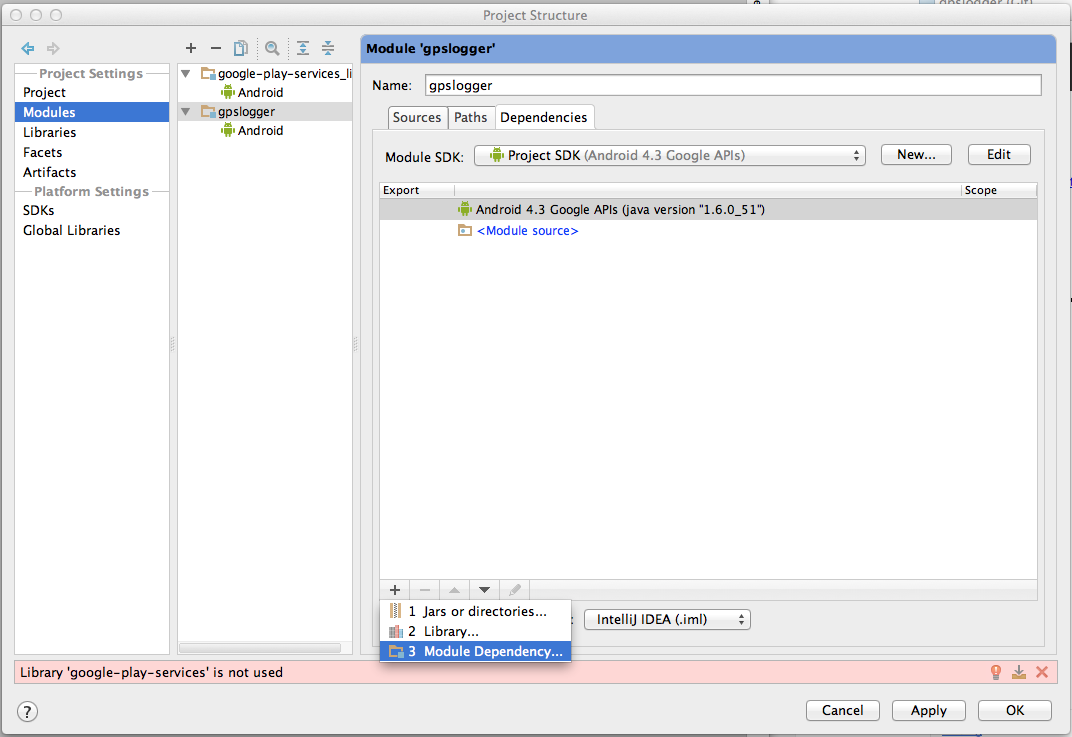 gpslogger (Git)
Project Structure
Project Settings
Project
Modules
Libraries
Facets
Artifacts
Platform Settings
SDKs
Global Libraries
google-play-services_li
Android
gpslogger
Android
Module 'gpslogger'
Name: gpslogger
Sources Paths Dependencies
Module SDK: Project SDK (Android 4.3 Google APIs) New... Edit
Export Scope
Android 4.3 Google APIs (java version "1.6.0_51")
<Module source>
1 Jars or directories...
2 Library...
3 Module Dependency...
: IntelliJ IDEA (.iml)
Library 'google-play-services' is not used
? Cancel Apply OK